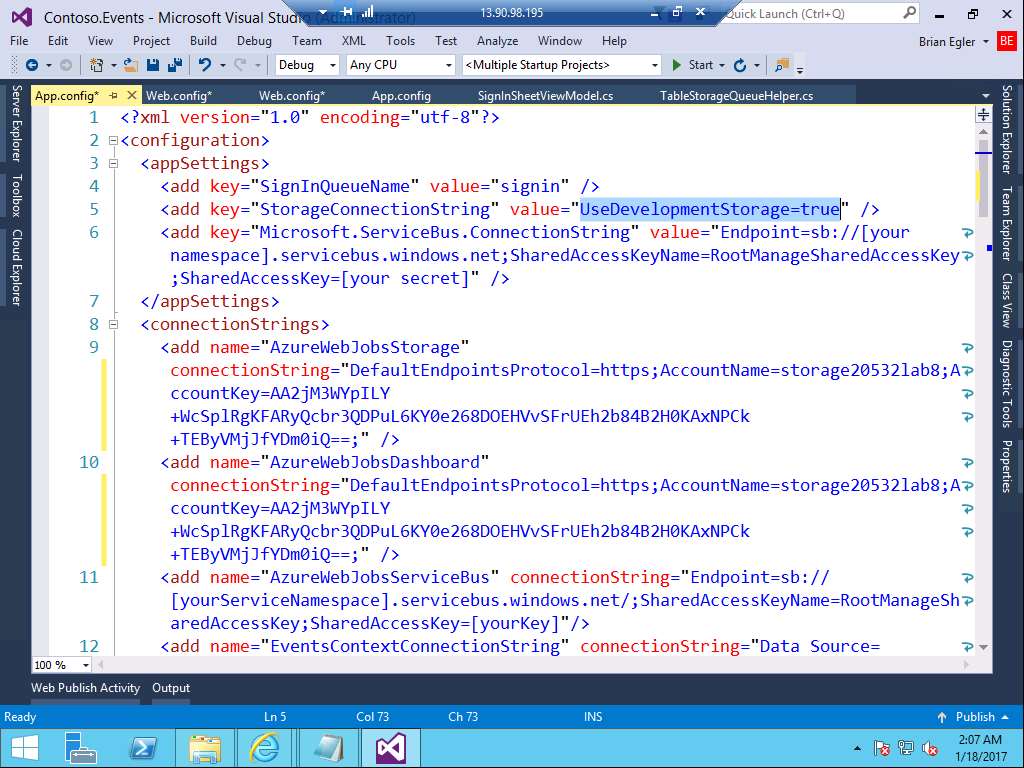 Contoso.Events - Microsoft Visual Studio (Administrator)
13.90.98.195
Quick Launch (Ctrl+Q)
File Edit View Project Build Debug Team XML Tools Test Analyze Window Help
Brian Egler BE
Debug Any CPU <Multiple Startup Projects> Start
App.config* Web.config* Web.config* App.config SignInSheetViewModel.cs TableStorageQueueHelper.cs
Server Explorer
Toolbox
Cloud Explorer
1 <?xml version="1.0" encoding="utf-8"?>
2 <configuration>
3 <appSettings>
4 <add key="SignInQueueName" value="signin" />
5 <add key="StorageConnectionString" value="UseDevelopmentStorage=true" />
6 <add key="Microsoft.ServiceBus.ConnectionString" value="Endpoint=sb://[your
namespace].servicebus.windows.net;SharedAccessKeyName=RootManageSharedAccessKey
;SharedAccessKey=[your secret]" />
7 </appSettings>
8 <connectionStrings>
9 <add name="AzureWebJobsStorage"
connectionString="DefaultEndpointsProtocol=https;AccountName=storage20532lab8;A
ccountKey=AA2jM3WYpILY
+WcSplRgKFARyQcbr3QDPuL6KY0e268DOEHVvSFrUEh2b84B2H0KAxNPCk
+TEByVMjJfYDm0iQ==;" />
10 <add name="AzureWebJobsDashboard"
connectionString="DefaultEndpointsProtocol=https;AccountName=storage20532lab8;A
ccountKey=AA2jM3WYpILY
+WcSplRgKFARyQcbr3QDPuL6KY0e268DOEHVvSFrUEh2b84B2H0KAxNPCk
+TEByVMjJfYDm0iQ==;" />
11 <add name="AzureWebJobsServiceBus" connectionString="Endpoint=sb://
[yourServiceNamespace].servicebus.windows.net/;SharedAccessKeyName=RootManageSh
aredAccessKey;SharedAccessKey=[yourKey]"/>
12 <add name="EventsContextConnectionString" connectionString="Data Source=
Solution Explorer
Team Explorer
Class View
Diagnostic Tools
Properties
100 %
Web Publish Activity Output
Ready Ln 5 Col 73 Ch 73 INS Publish
2:07 AM
1/18/2017